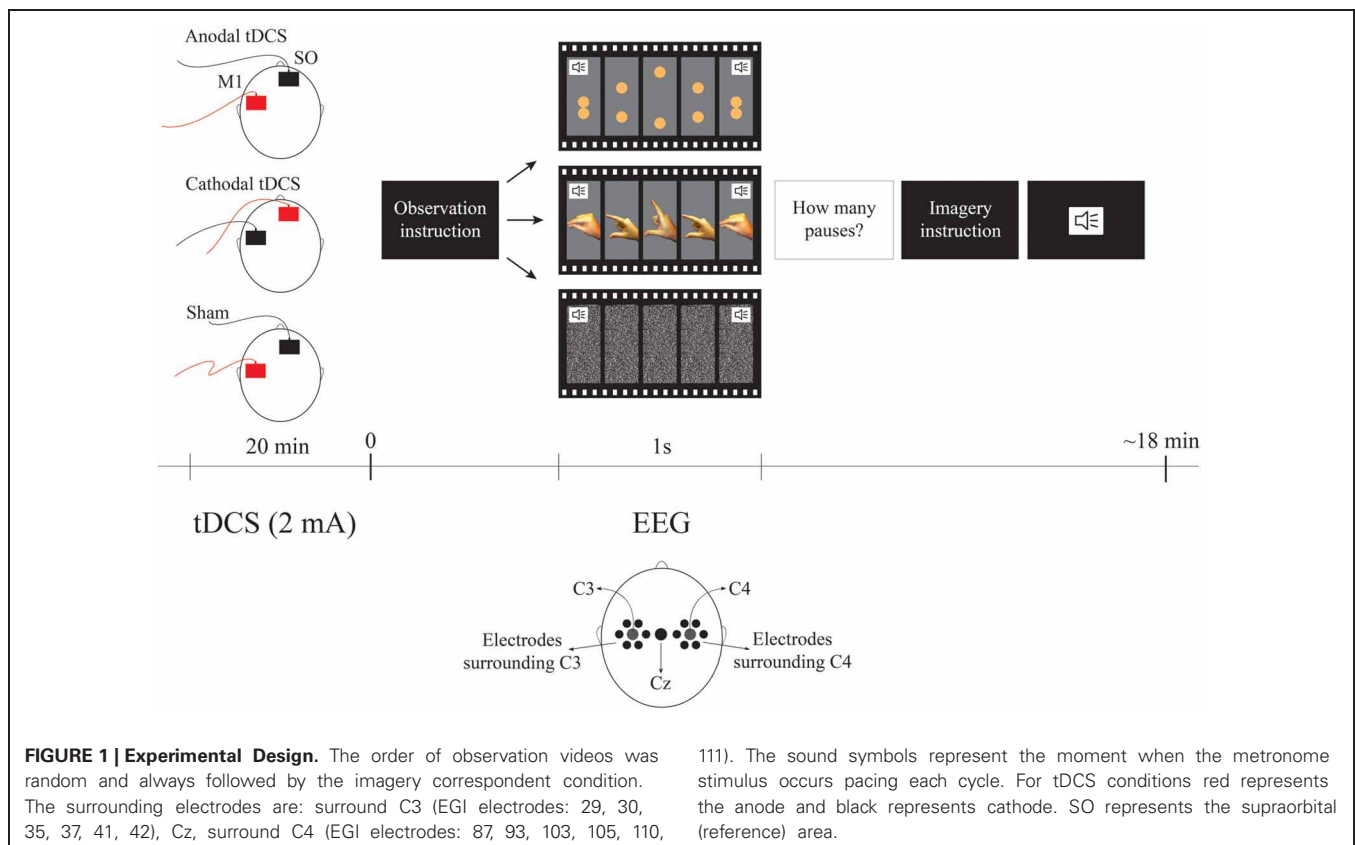 Anodal tDCS
SO
M1
Cathodal tDCS
Sham
Observation
instruction
How many
pauses?
Imagery
instruction
20 min
0
1s
~18 min
tDCS (2 mA)
EEG
C3
C4
Electrodes
surrounding C3
Electrodes
surrounding C4
Cz
FIGURE 1 | Experimental Design. The order of observation videos was
random and always followed by the imagery correspondent condition.
The surrounding electrodes are: surround C3 (EGI electrodes: 29, 30,
35, 37, 41, 42), Cz, surround C4 (EGI electrodes: 87, 93, 103, 105, 110,
111). The sound symbols represent the moment when the metronome
stimulus occurs pacing each cycle. For tDCS conditions red represents
the anode and black represents cathode. SO represents the supraorbital
(reference) area.